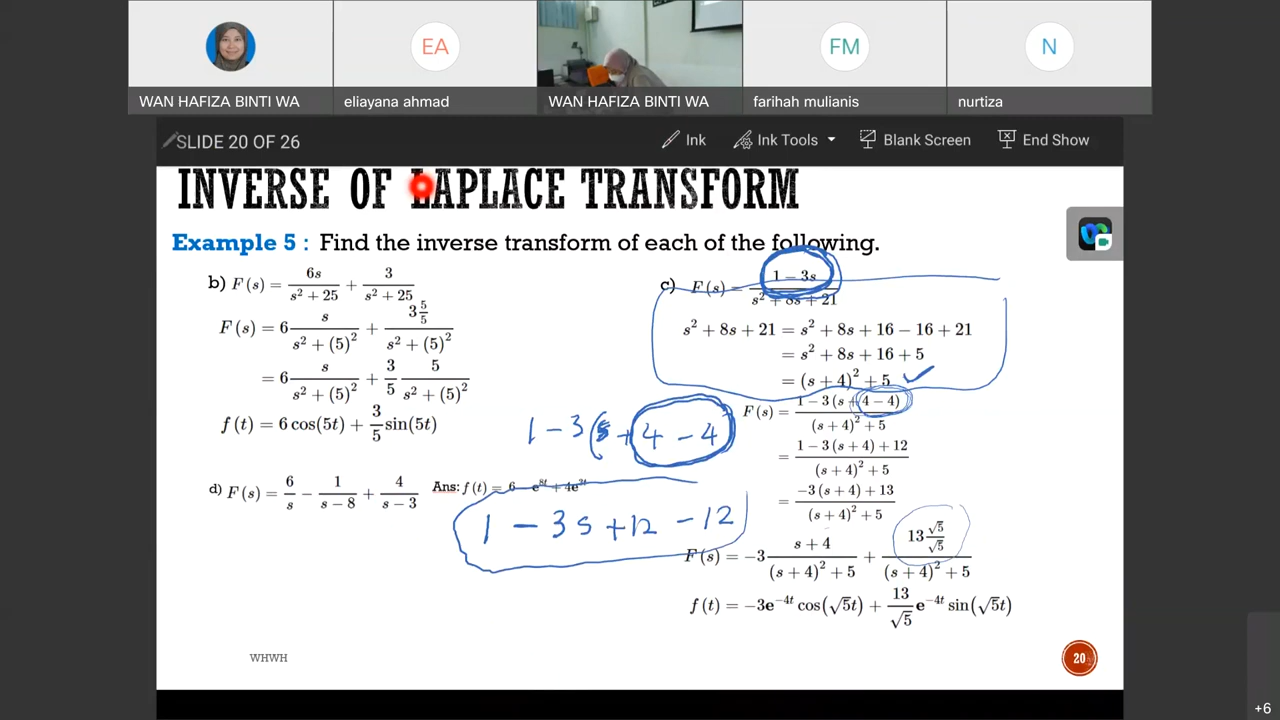 EA
FM
N
WAN HAFIZA BINTI WA
eliayana ahmad
WAN HAFIZA BINTI WA
farihah mulianis
nurtiza
SLIDE 20 OF 26
Ink
Ink Tools
Blank Screen
End Show
INVERSE OF LAPLACE TRANSFORM
Example 5 : Find the inverse transform of each of the following.
b) F(s) = 6s/(s² + 25) + 3/(s² + 25)
F(s) = 6 s/(s² + (5)²) + 3 5/5/(s² + (5)²)
= 6 s/(s² + (5)²) + 3/5 5/(s² + (5)²)
f(t) = 6 cos(5t) + 3/5 sin(5t)
d) F(s) = 6/s − 1/(s − 8) + 4/(s − 3)
Ans: f(t) = 6 − e^8t + 4e^3t
1 − 3(s + 4 − 4
1 − 3s + 12 − 12
c) F(s) = (1 − 3s)/(s² + 8s + 21)
s² + 8s + 21 = s² + 8s + 16 − 16 + 21
= s² + 8s + 16 + 5
= (s + 4)² + 5
F(s) = (1 − 3(s + 4 − 4))/((s + 4)² + 5)
= (1 − 3(s + 4) + 12)/((s + 4)² + 5)
= (−3(s + 4) + 13)/((s + 4)² + 5)
F(s) = −3 (s + 4)/((s + 4)² + 5) + 13 √5/√5/((s + 4)² + 5)
f(t) = −3e^−4t cos(√5t) + 13/√5 e^−4t sin(√5t)
WHWH
20
+6